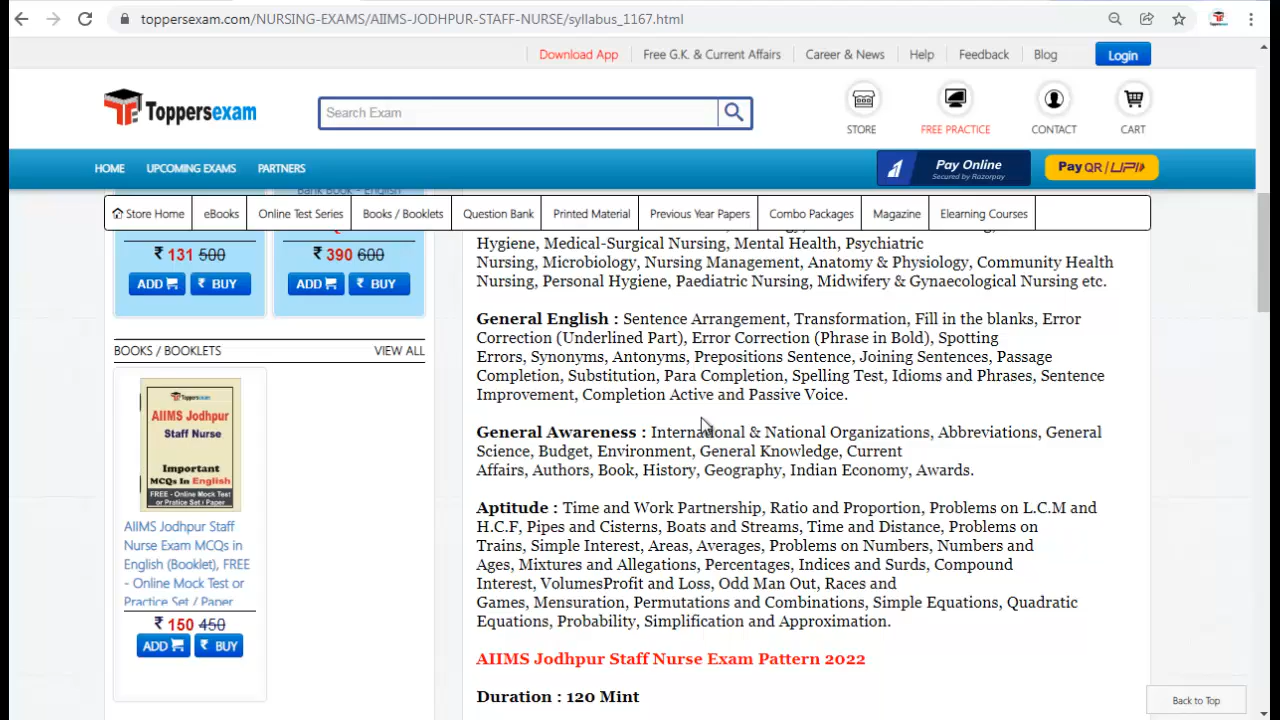 toppersexam.com/NURSING-EXAMS/AIIMS-JODHPUR-STAFF-NURSE/syllabus_1167.html
Download App
Free G.K. & Current Affairs
Career & News
Help
Feedback
Blog
Login
Toppersexam
Search Exam
STORE
FREE PRACTICE
CONTACT
CART
HOME
UPCOMING EXAMS
PARTNERS
Pay Online
Secured by Razorpay
Pay QR / UPI
Bank Book - English
Store Home
eBooks
Online Test Series
Books / Booklets
Question Bank
Printed Material
Previous Year Papers
Combo Packages
Magazine
Elearning Courses
₹ 131 500
₹ 390 600
ADD
₹ BUY
ADD
₹ BUY
BOOKS / BOOKLETS
VIEW ALL
Toppersexam
AIIMS Jodhpur
Staff Nurse
Important
MCQs In English
FREE - Online Mock Test
or Pratice Set / Paper
AIIMS Jodhpur Staff
Nurse Exam MCQs in
English (Booklet), FREE
- Online Mock Test or
Practice Set / Paper
₹ 150 450
ADD
₹ BUY
Hygiene, Medical-Surgical Nursing, Mental Health, Psychiatric
Nursing, Microbiology, Nursing Management, Anatomy & Physiology, Community Health
Nursing, Personal Hygiene, Paediatric Nursing, Midwifery & Gynaecological Nursing etc.
General English : Sentence Arrangement, Transformation, Fill in the blanks, Error
Correction (Underlined Part), Error Correction (Phrase in Bold), Spotting
Errors, Synonyms, Antonyms, Prepositions Sentence, Joining Sentences, Passage
Completion, Substitution, Para Completion, Spelling Test, Idioms and Phrases, Sentence
Improvement, Completion Active and Passive Voice.
General Awareness : International & National Organizations, Abbreviations, General
Science, Budget, Environment, General Knowledge, Current
Affairs, Authors, Book, History, Geography, Indian Economy, Awards.
Aptitude : Time and Work Partnership, Ratio and Proportion, Problems on L.C.M and
H.C.F, Pipes and Cisterns, Boats and Streams, Time and Distance, Problems on
Trains, Simple Interest, Areas, Averages, Problems on Numbers, Numbers and
Ages, Mixtures and Allegations, Percentages, Indices and Surds, Compound
Interest, VolumesProfit and Loss, Odd Man Out, Races and
Games, Mensuration, Permutations and Combinations, Simple Equations, Quadratic
Equations, Probability, Simplification and Approximation.
AIIMS Jodhpur Staff Nurse Exam Pattern 2022
Duration : 120 Mint
Back to Top